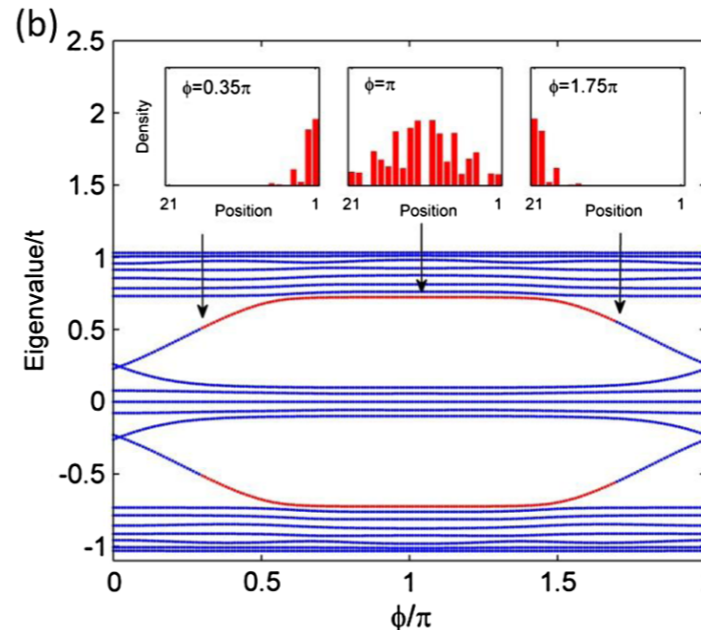 (b)
2.5
2
1.5
1
0.5
0
-0.5
-1
Eigenvalue/t
Density
ϕ=0.35π
ϕ=π
ϕ=1.75π
21 Position 1
21 Position 1
21 Position 1
0 0.5 1 1.5
ϕ/π